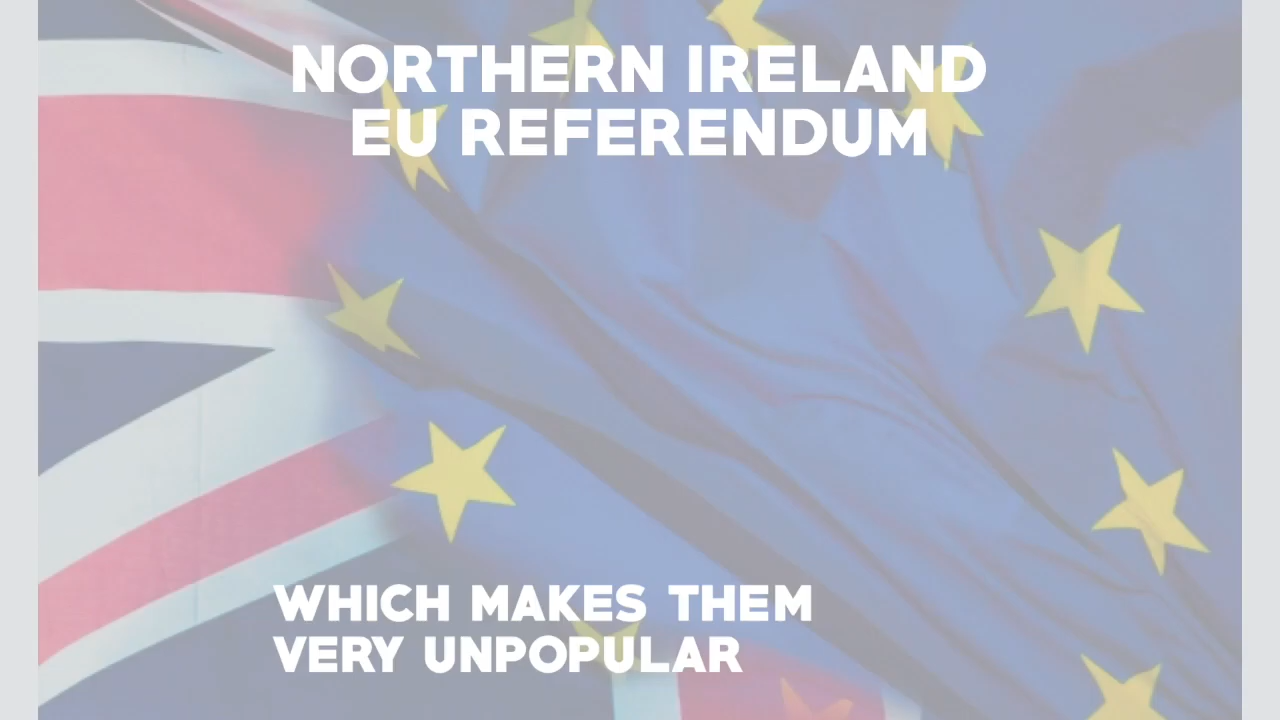 NORTHERN IRELAND
EU REFERENDUM
WHICH MAKES THEM
VERY UNPOPULAR